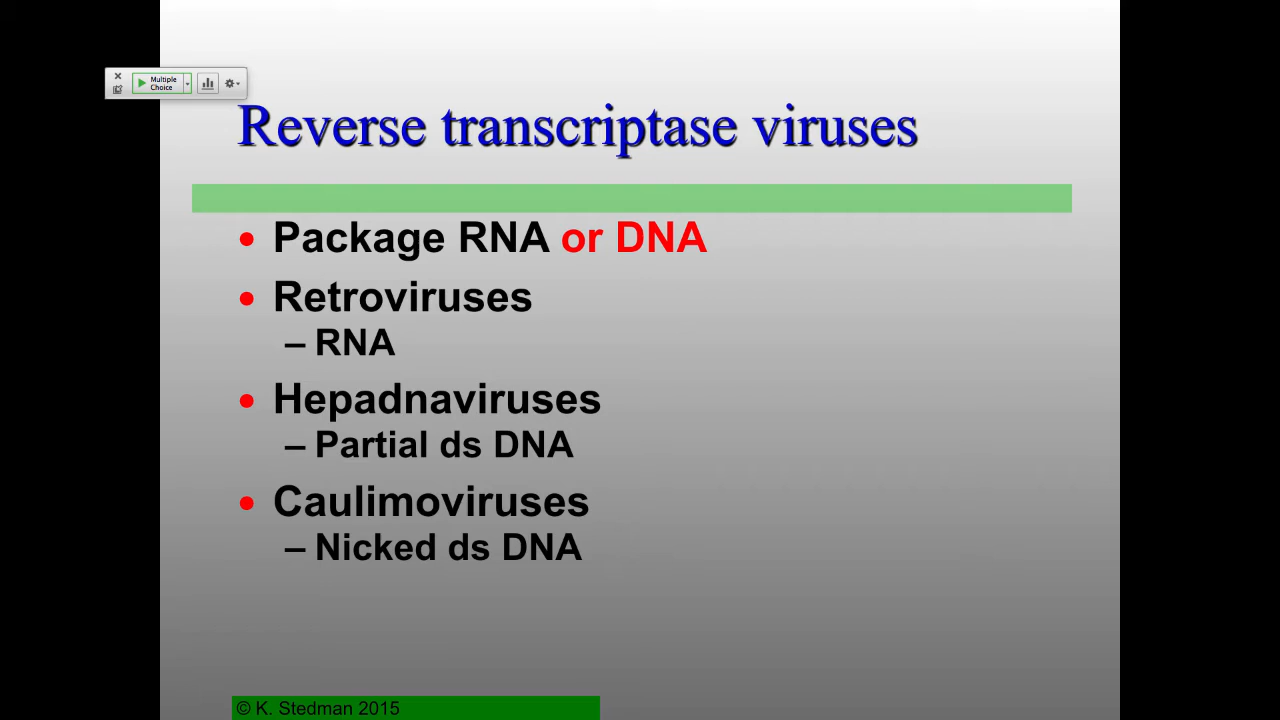 Multiple
Choice
Reverse transcriptase viruses
• Package RNA or DNA
• Retroviruses
– RNA
• Hepadnaviruses
– Partial ds DNA
• Caulimoviruses
– Nicked ds DNA
© K. Stedman 2015